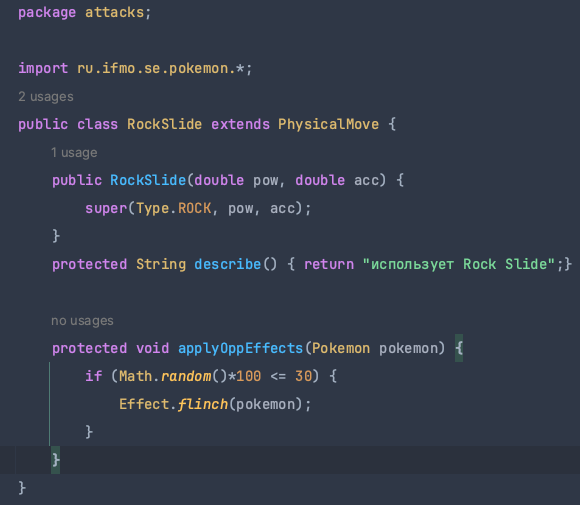 package attacks;
import ru.ifmo.se.pokemon.*;
2 usages
public class RockSlide extends PhysicalMove {
1 usage
public RockSlide(double pow, double acc) {
super(Type.ROCK, pow, acc);
}
protected String describe() { return "использует Rock Slide";}
no usages
protected void applyOppEffects(Pokemon pokemon) {
if (Math.random()*100 <= 30) {
Effect.flinch(pokemon);
}
}
}